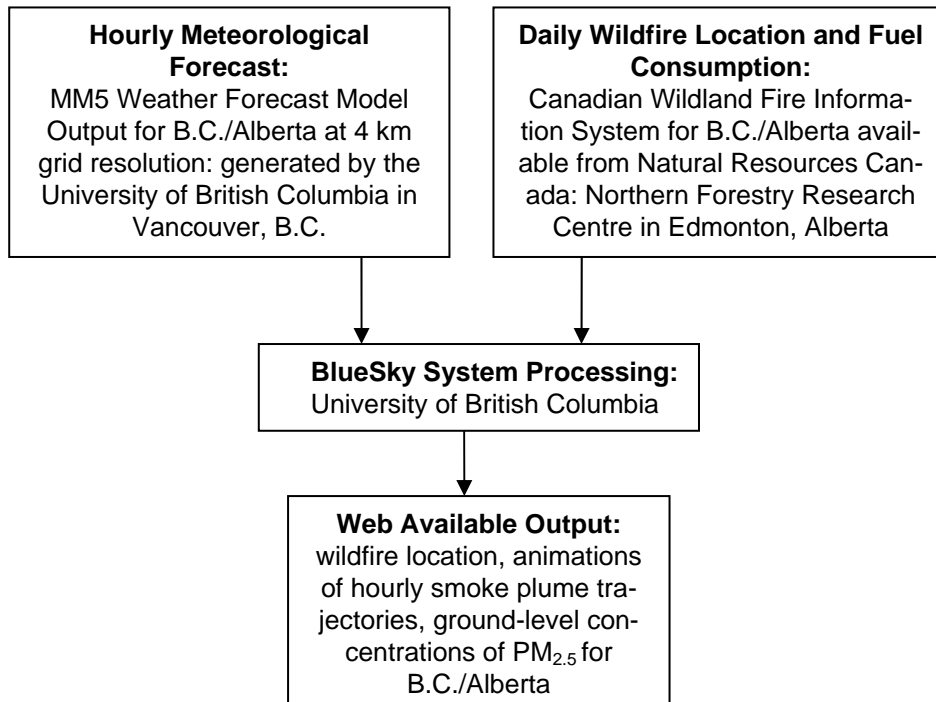 Hourly Meteorological
Forecast:
MM5 Weather Forecast Model
Output for B.C./Alberta at 4 km
grid resolution: generated by the
University of British Columbia in
Vancouver, B.C.
Daily Wildfire Location and Fuel
Consumption:
Canadian Wildland Fire Informa-
tion System for B.C./Alberta avail-
able from Natural Resources Can-
ada: Northern Forestry Research
Centre in Edmonton, Alberta
BlueSky System Processing:
University of British Columbia
Web Available Output:
wildfire location, animations
of hourly smoke plume tra-
jectories, ground-level con-
centrations of PM2.5 for
B.C./Alberta